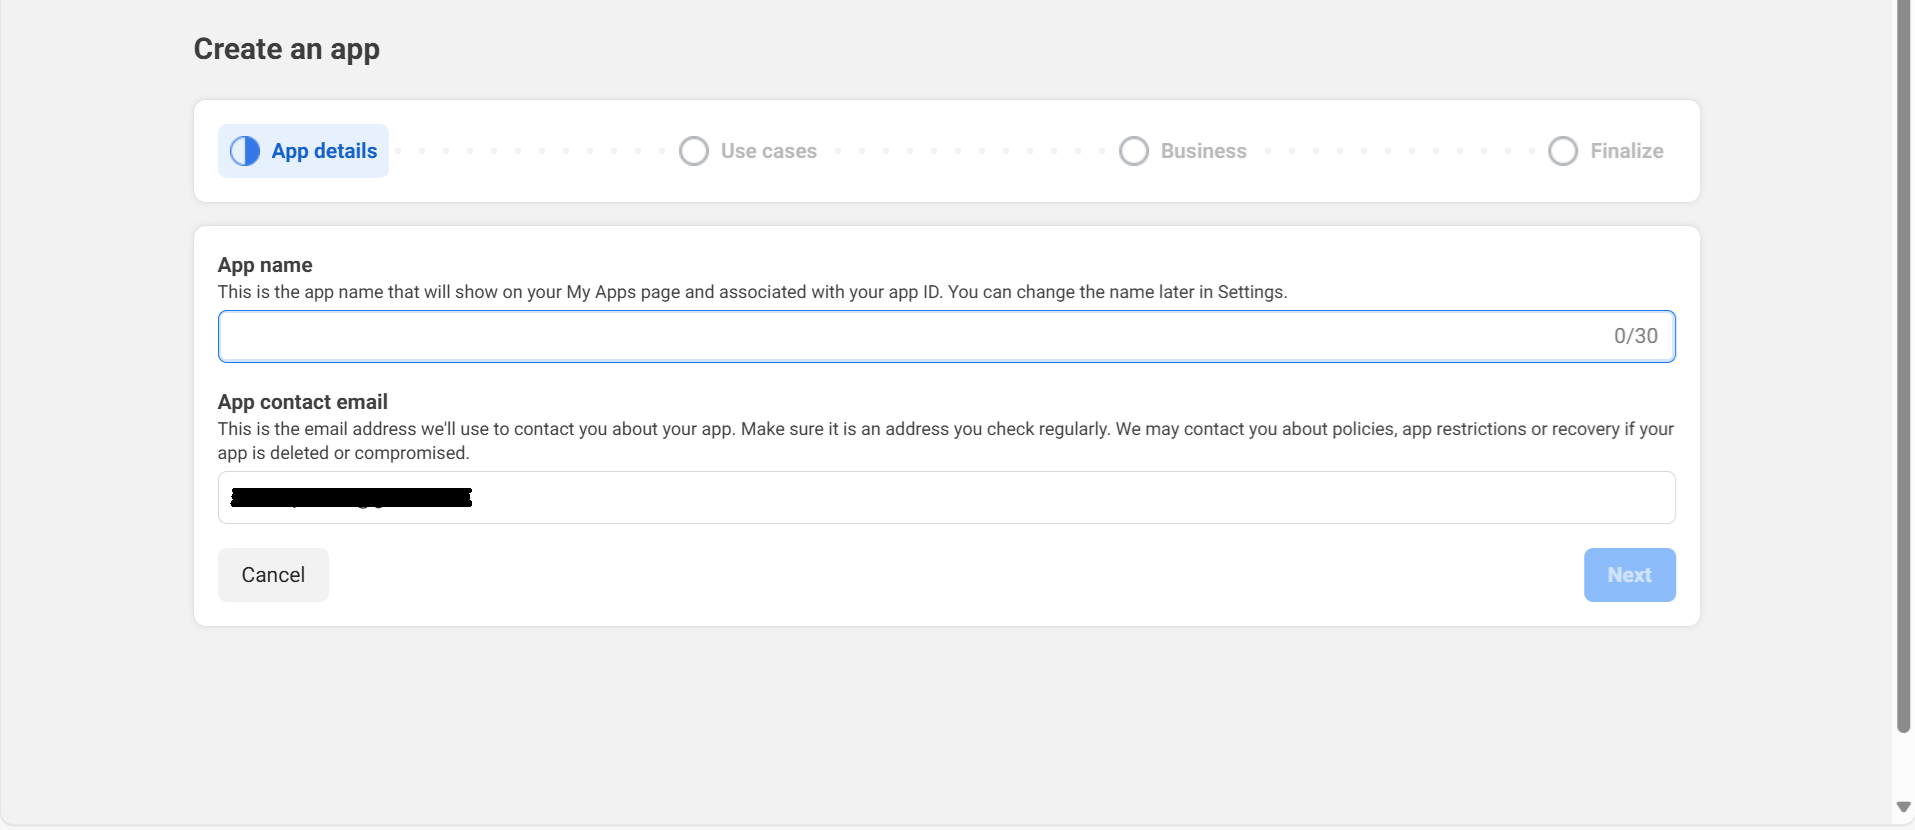 Create an app
App details
Use cases
Business
Finalize
App name
This is the app name that will show on your My Apps page and associated with your app ID. You can change the name later in Settings.
0/30
App contact email
This is the email address we'll use to contact you about your app. Make sure it is an address you check regularly. We may contact you about policies, app restrictions or recovery if your
app is deleted or compromised.
Cancel
Next